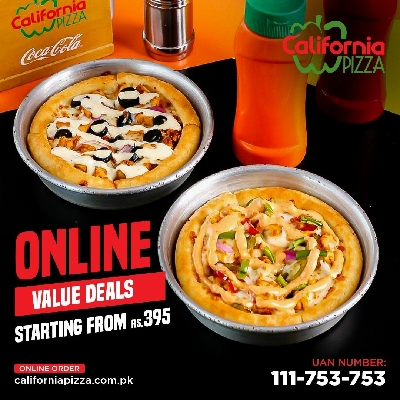 California
PIZZA
Coca-Cola
California
PIZZA
ONLINE
VALUE DEALS
STARTING FROM RS.395
ONLINE ORDER
californiapizza.com.pk
UAN NUMBER:
111-753-753